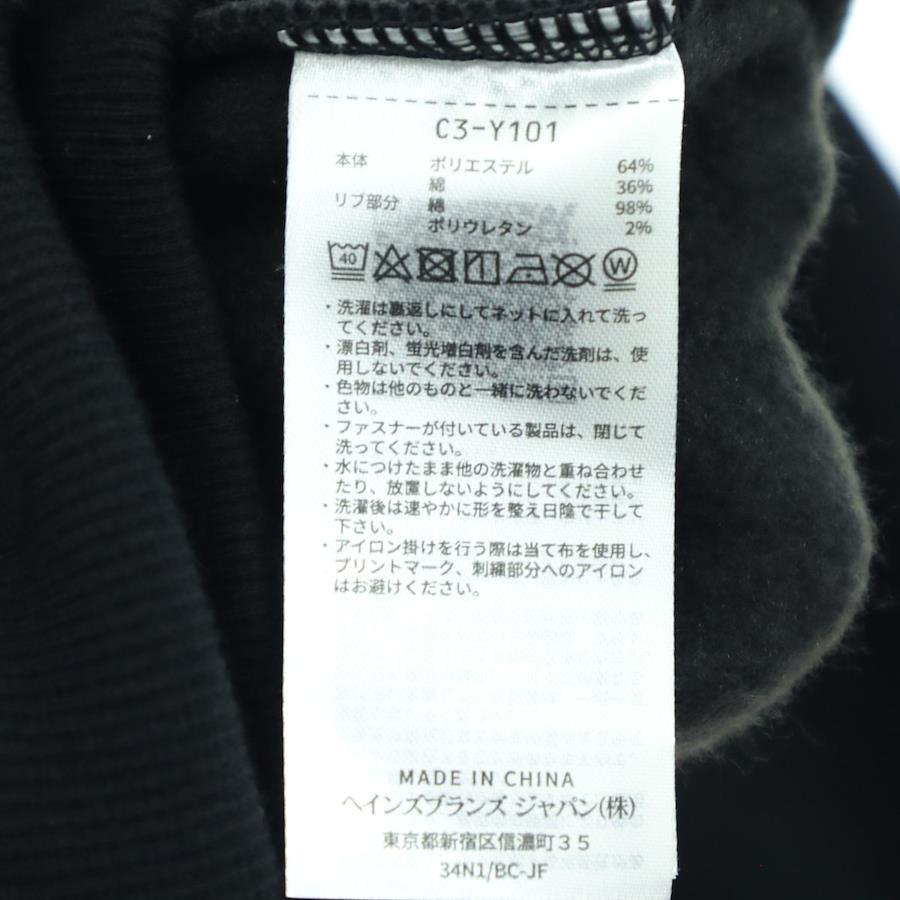 C3-Y101
本体 ポリエステル 64%
綿 36%
リブ部分 綿 98%
ポリウレタン 2%
40 W
・洗濯は裏返しにしてネットに入れて洗っ
てください。
・漂白剤、蛍光増白剤を含んだ洗剤は、使
用しないでください。
・色物は他のものと一緒に洗わないでくだ
さい。
・ファスナーが付いている製品は、閉じて
洗ってください。
・水につけたまま他の洗濯物と重ね合わせ
たり、放置しないようにしてください。
・洗濯後は速やかに形を整え日陰で干して
下さい。
・アイロン掛けを行う際は当て布を使用し、
プリントマーク、刺繍部分へのアイロン
はお避けください。
MADE IN CHINA
ヘインズブランズ ジャパン(株)
東京都新宿区信濃町35
34N1/BC-JF